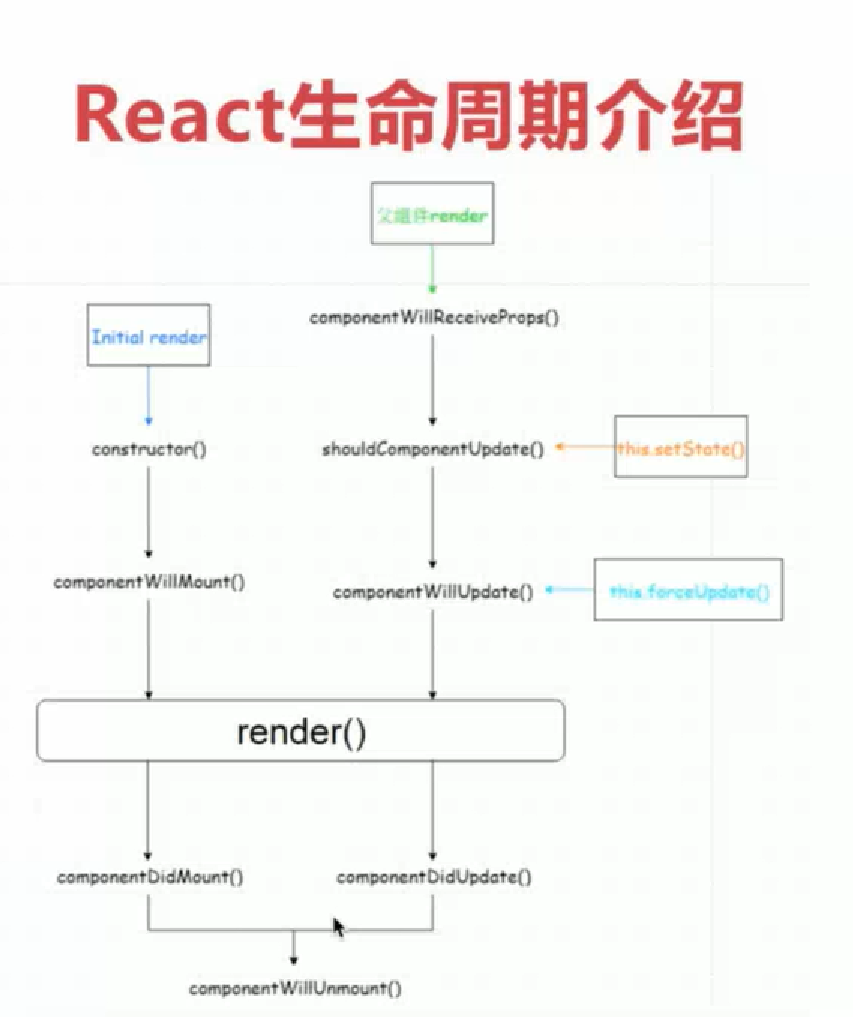 React生命周期介绍
父组件render
componentWillReceiveProps()
Initial render
constructor()
shouldComponentUpdate()
this.setState()
componentWillMount()
componentWillUpdate()
this.forceUpdate()
render()
componentDidMount()
componentDidUpdate()
componentWillUnmount()